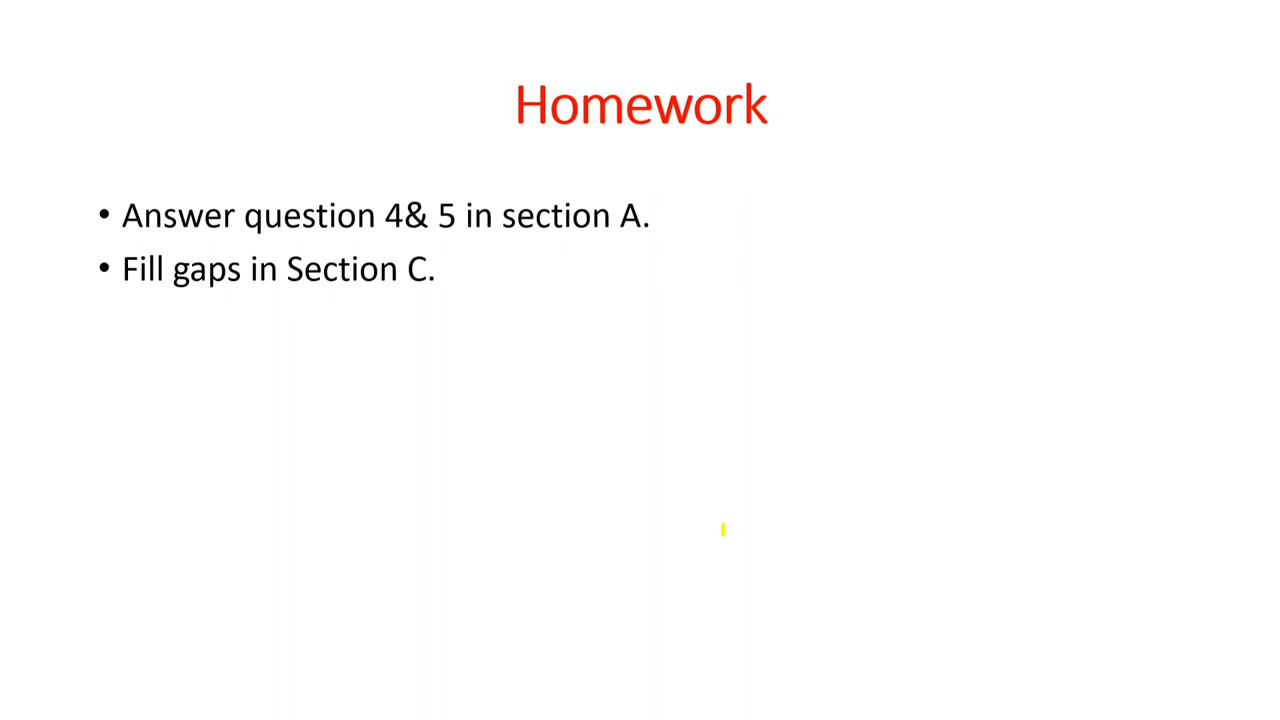 Homework
• Answer question 4& 5 in section A.
• Fill gaps in Section C.